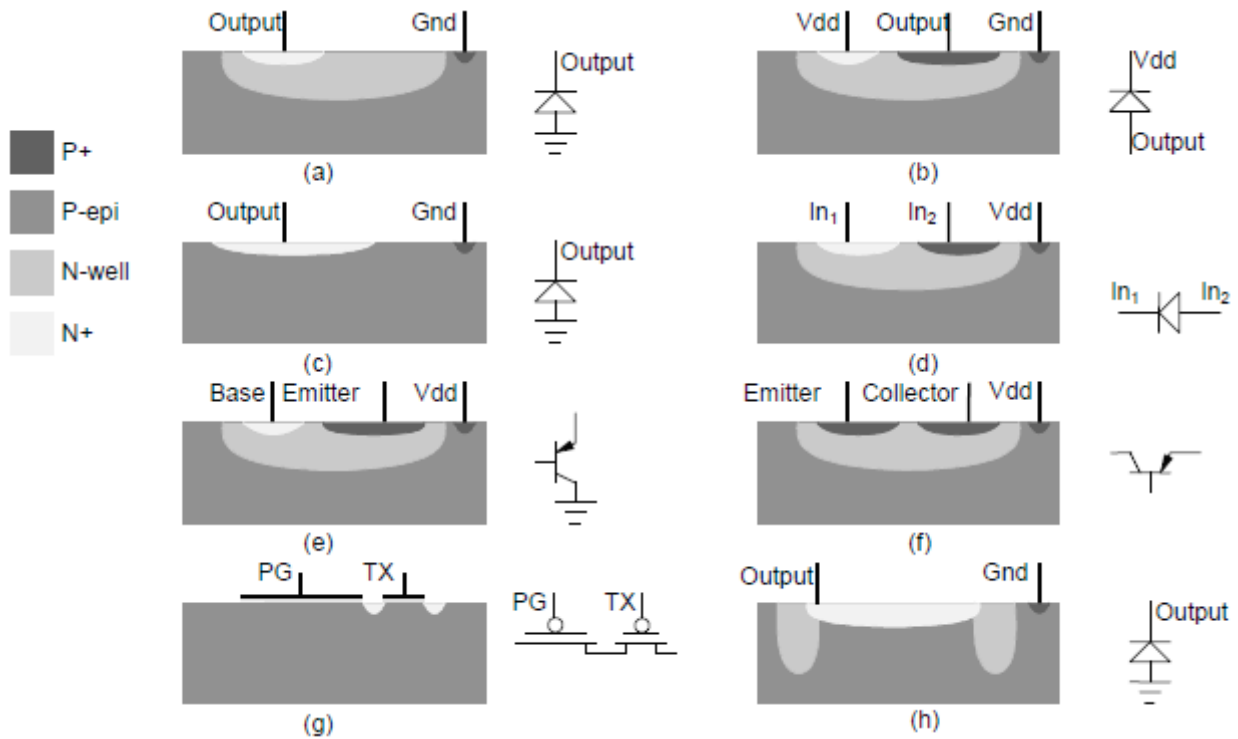 Output Gnd
Output
(a)
Vdd Output Gnd
Vdd
Output
(b)
P+
P-epi
N-well
N+
Output Gnd
Output
(c)
In₁ In₂ Vdd
In₁ In₂
(d)
Base Emitter Vdd
(e)
Emitter Collector Vdd
(f)
PG TX
PG TX
(g)
Output Gnd
Output
(h)